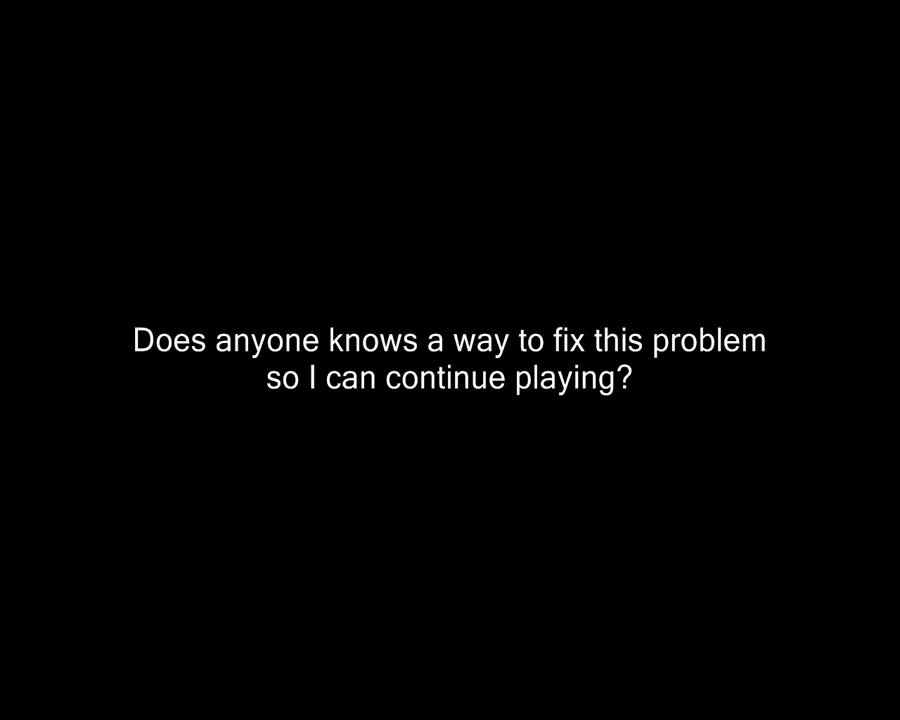 Does anyone knows a way to fix this problem
so I can continue playing?